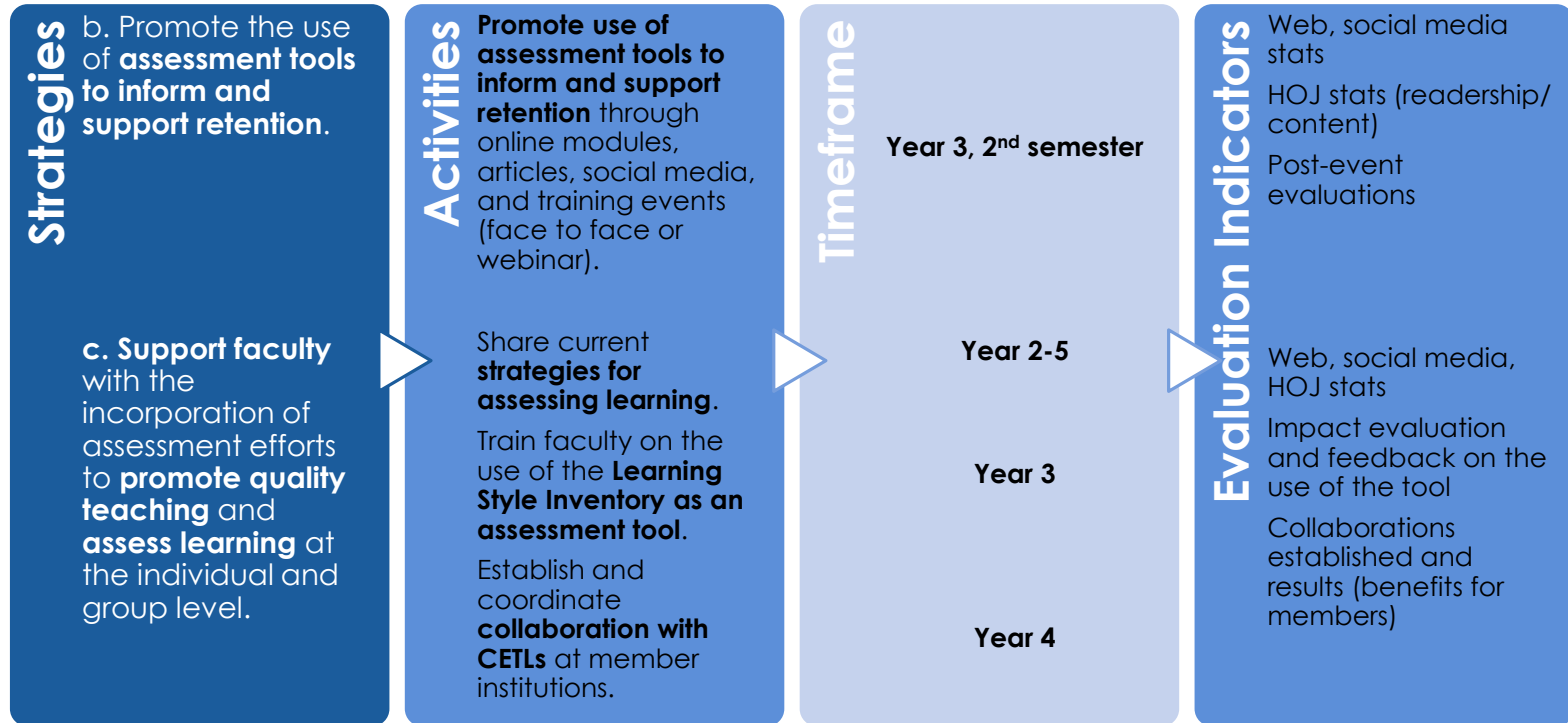 Strategies
b. Promote the use
of assessment tools
to inform and
support retention.
c. Support faculty
with the
incorporation of
assessment efforts
to promote quality
teaching and
assess learning at
the individual and
group level.
Activities
Promote use of
assessment tools to
inform and support
retention through
online modules,
articles, social media,
and training events
(face to face or
webinar).
Share current
strategies for
assessing learning.
Train faculty on the
use of the Learning
Style Inventory as an
assessment tool.
Establish and
coordinate
collaboration with
CETLs at member
institutions.
Timeframe
Year 3, 2nd semester
Year 2-5
Year 3
Year 4
Evaluation Indicators
Web, social media
stats
HOJ stats (readership/
content)
Post-event
evaluations
Web, social media,
HOJ stats
Impact evaluation
and feedback on the
use of the tool
Collaborations
established and
results (benefits for
members)